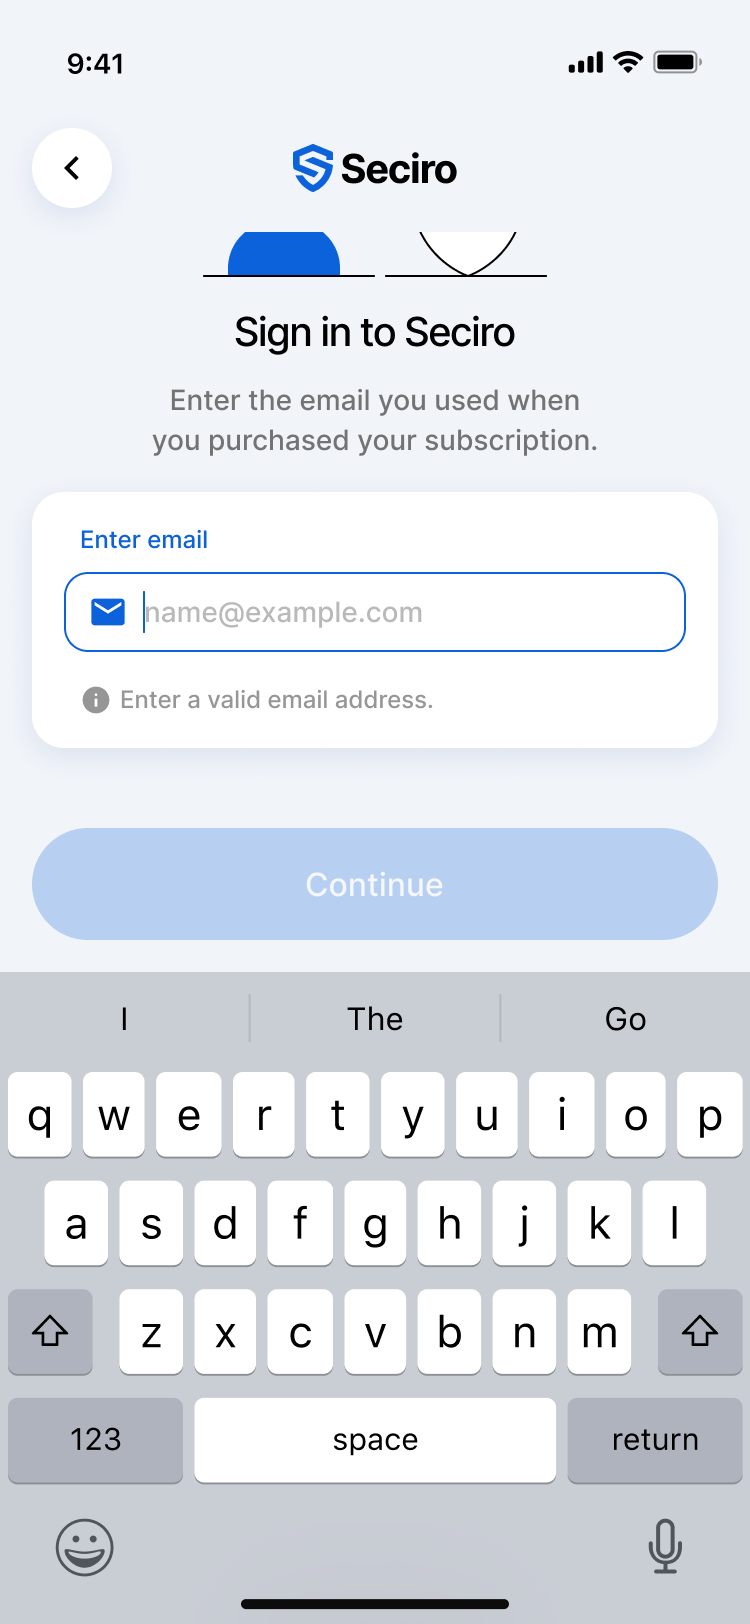 9:41
Seciro
Sign in to Seciro
Enter the email you used when
you purchased your subscription.
Enter email
name@example.com
Enter a valid email address.
Continue
I The Go
q w e r t y u i o p
a s d f g h j k l
z x c v b n m
123 space return